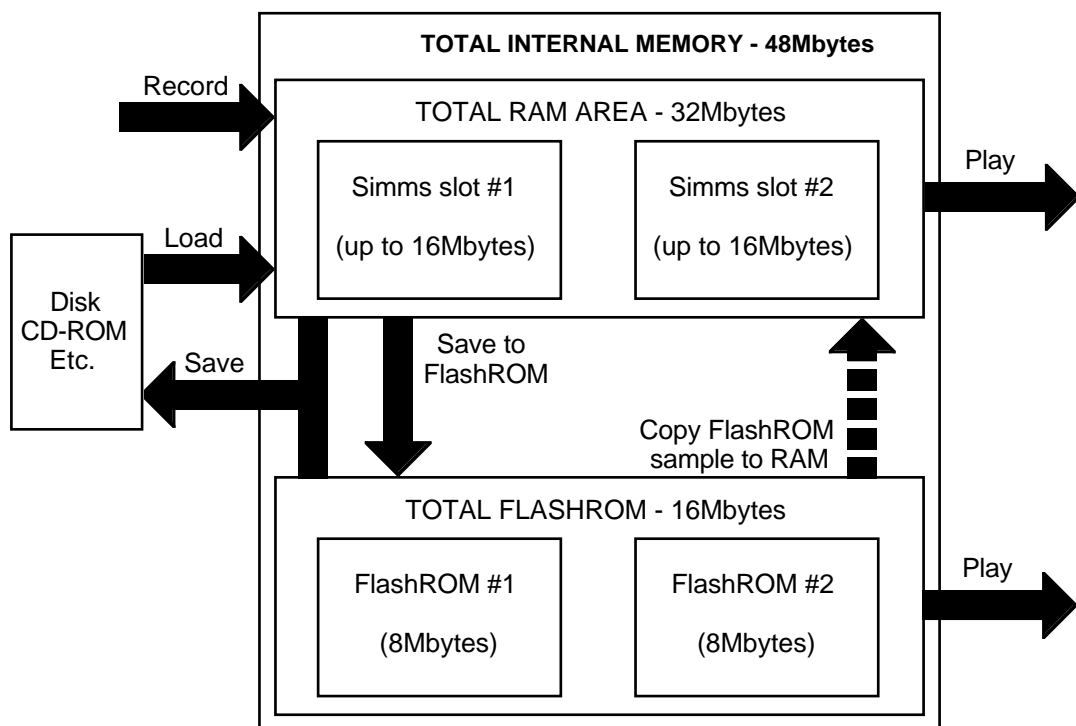 TOTAL INTERNAL MEMORY - 48Mbytes
Record
TOTAL RAM AREA - 32Mbytes
Simms slot #1
(up to 16Mbytes)
Simms slot #2
(up to 16Mbytes)
Play
Load
Disk
CD-ROM
Etc.
Save
Save to
FlashROM
Copy FlashROM
sample to RAM
TOTAL FLASHROM - 16Mbytes
FlashROM #1
(8Mbytes)
FlashROM #2
(8Mbytes)
Play